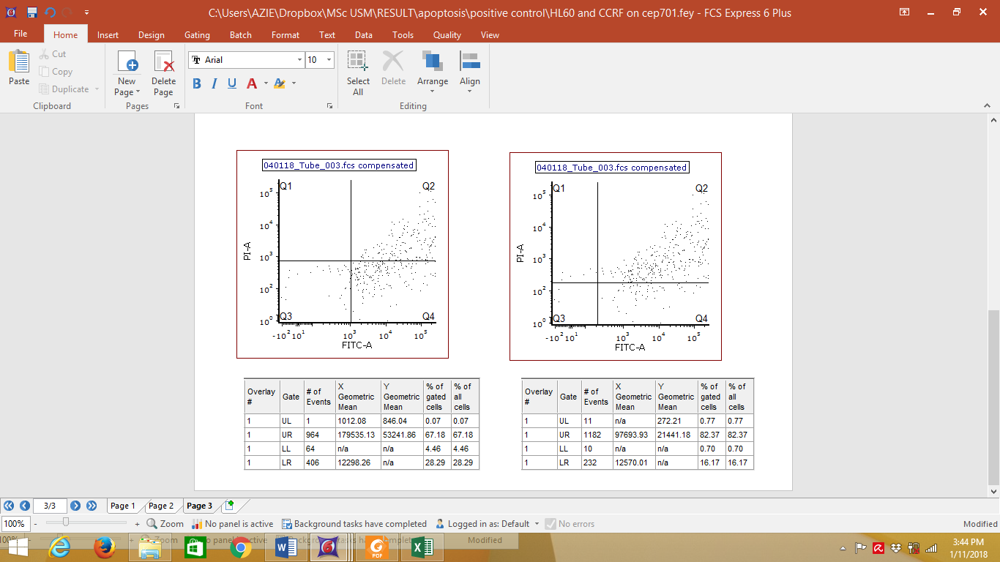 C:\Users\AZIE\Dropbox\MSc USM\RESULT\apoptosis\positive control\HL60 and CCRF on cep701.fey - FCS Express 6 Plus
File Home Insert Design Gating Batch Format Text Data Tools Quality View
Paste
Cut
Copy
Duplicate
Clipboard
New Page
Delete Page
Pages
Arial 10
B I U A
Font
Select All
Delete
Arrange
Align
Editing
040118_Tube_003.fcs compensated
Q1 Q2
10^5
10^4
10^3
10^2
10^0
PI-A
Q3 Q4
-10^2 10^1 10^3 10^4 10^5
FITC-A
040118_Tube_003.fcs compensated
Q1 Q2
10^5
10^4
10^3
10^2
10^0
PI-A
Q3 Q4
-10^2 10^1 10^3 10^4 10^5
FITC-A
Overlay # Gate # of Events X Geometric Mean Y Geometric Mean % of gated cells % of all cells
1 UL 1 1012.08 846.04 0.07 0.07
1 UR 964 179535.13 53241.86 67.18 67.18
1 LL 64 n/a n/a 4.46 4.46
1 LR 406 12298.26 n/a 28.29 28.29
Overlay # Gate # of Events X Geometric Mean Y Geometric Mean % of gated cells % of all cells
1 UL 11 n/a 272.21 0.77 0.77
1 UR 1182 97693.93 21441.18 82.37 82.37
1 LL 10 n/a n/a 0.70 0.70
1 LR 232 12570.01 n/a 16.17 16.17
3/3 Page 1 Page 2 Page 3
100% - + Zoom No panel is active Background tasks have completed Logged in as: Default No errors Modified
Zoom Modified
3:44 PM
1/11/2018